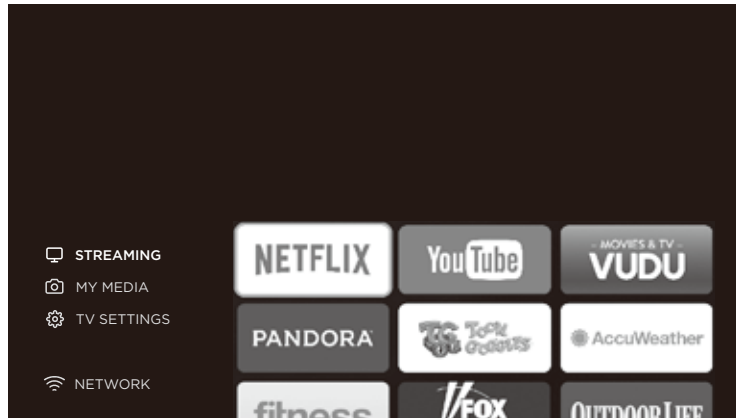 STREAMING
MY MEDIA
TV SETTINGS
NETWORK
NETFLIX
YouTube
- MOVIES & TV -
VUDU
PANDORA
TG Toon
GOGGLES
AccuWeather
fitness
FOX
OUTDOOR LIFE